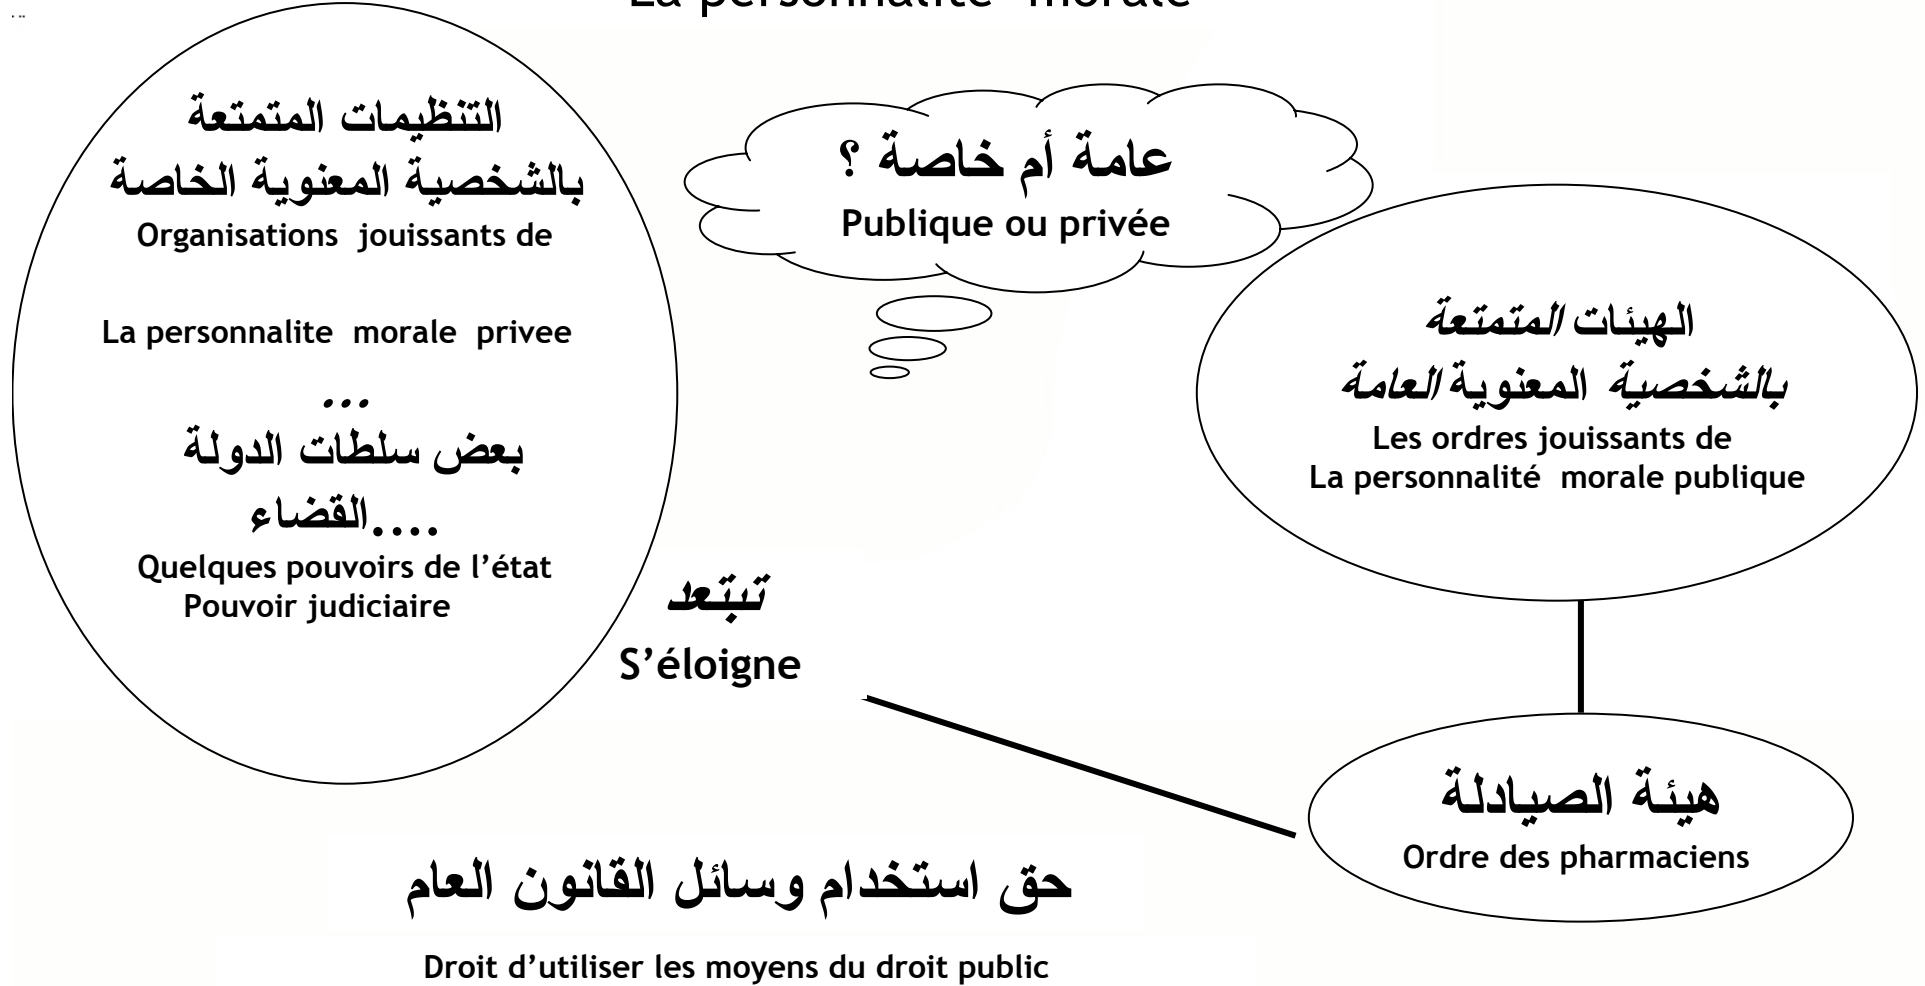 La personnalité morale
التنظيمات المتمتعة
بالشخصية المعنوية الخاصة
Organisations jouissants de
La personnalite morale privee
...
بعض سلطات الدولة
القضاء....
Quelques pouvoirs de l’état
Pouvoir judiciaire
عامة أم خاصة ؟
Publique ou privée
الهيئات المتمتعة
بالشخصية المعنوية العامة
Les ordres jouissants de
La personnalité morale publique
تبتعد
S’éloigne
هيئة الصيادلة
Ordre des pharmaciens
حق استخدام وسائل القانون العام
Droit d’utiliser les moyens du droit public